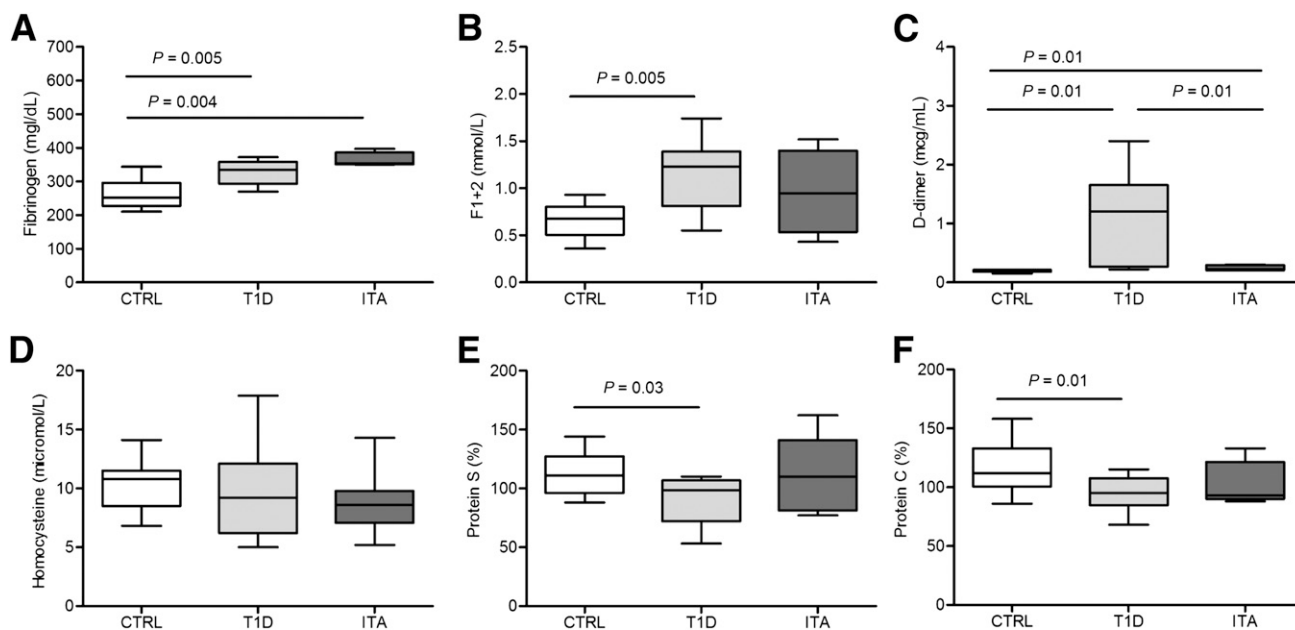 A
Fibrinogen (mgl/dL)
700
600
500
400
300
200
100
0
P = 0.005
P = 0.004
CTRL T1D ITA
B
F1+2 (mmol/L)
2.5
2.0
1.5
1.0
0.5
0.0
P = 0.005
CTRL T1D ITA
C
D-dimer (mcg/mL)
4
3
2
1
0
P = 0.01
P = 0.01 P = 0.01
CTRL T1D ITA
D
Homocysteine (micromol/L)
20
15
10
5
0
CTRL T1D ITA
E
Protein S (%)
200
150
100
50
0
P = 0.03
CTRL T1D ITA
F
Protein C (%)
200
150
100
50
0
P = 0.01
CTRL T1D ITA